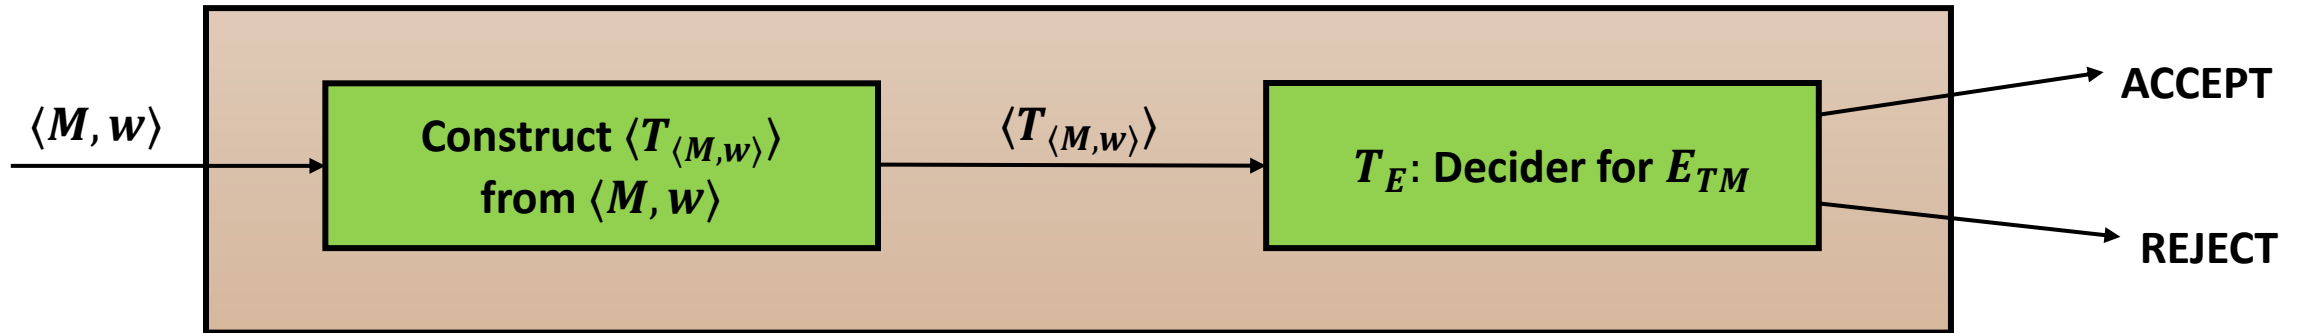 ⟨M, w⟩
Construct ⟨T⟨M,w⟩⟩
from ⟨M, w⟩
⟨T⟨M,w⟩⟩
T_E: Decider for E_TM
ACCEPT
REJECT